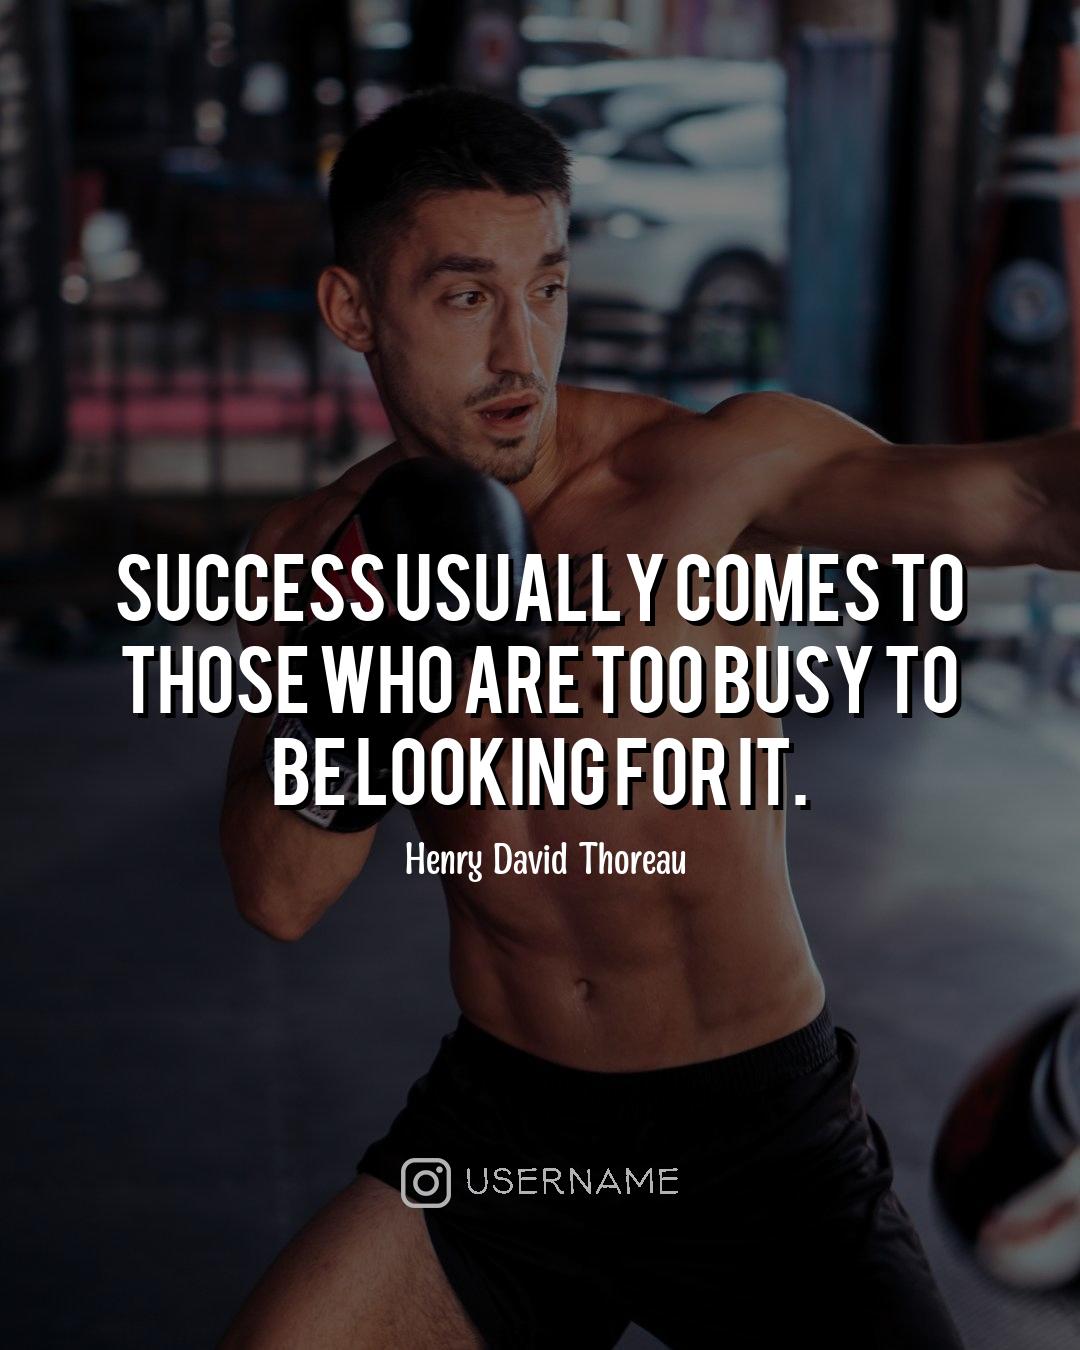 SUCCESS USUALLY COMES TO
THOSE WHO ARE TOO BUSY TO
BE LOOKING FOR IT.
Henry David Thoreau
USERNAME